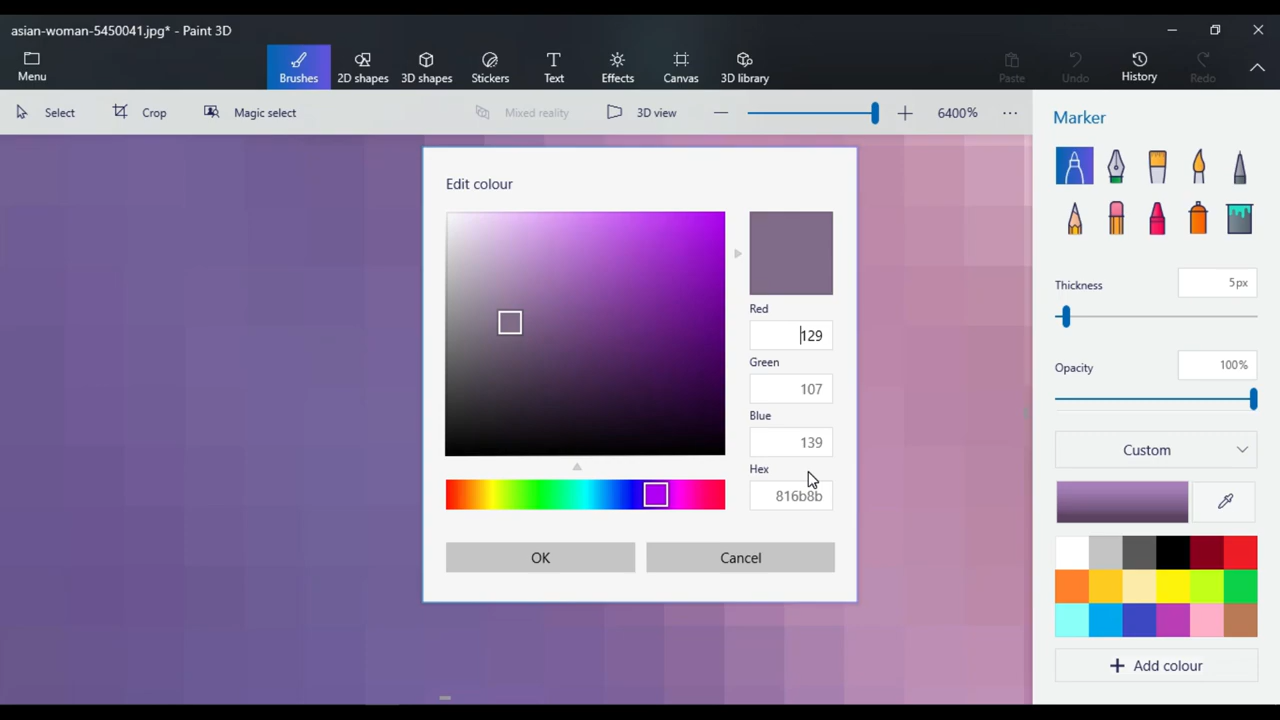 asian-woman-5450041.jpg* - Paint 3D
Menu
Brushes
2D shapes
3D shapes
Stickers
Text
Effects
Canvas
3D library
Paste
Undo
History
Redo
Select
Crop
Magic select
Mixed reality
3D view
6400%
Marker
Thickness
5px
Opacity
100%
Custom
Add colour
Edit colour
Red
129
Green
107
Blue
139
Hex
816b8b
OK
Cancel